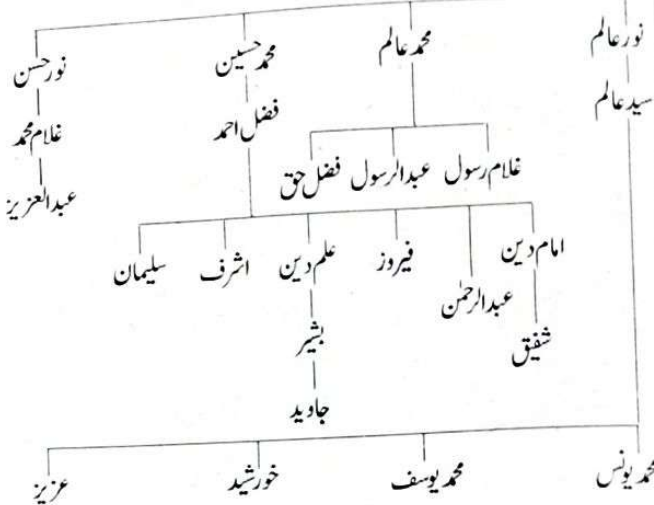 نور عالم محمد عالم محمد حسین نور حسن
سید عالم فضل احمد غلام محمد
غلام رسول عبدالرسول فضل حق عبدالعزیز
امام دین عبدالرحمٰن فیروز علم دین اشرف سلیمان
شفیق بشیر
جاوید
محمد یونس محمد یوسف خورشید عزیز